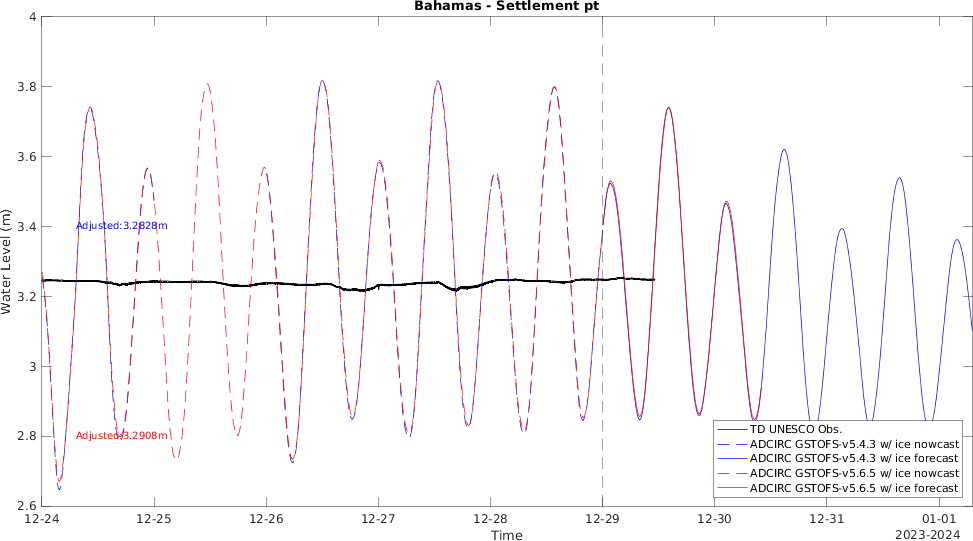 Bahamas - Settlement pt
4
3.8
3.6
3.4
3.2
3
2.8
2.6
Water Level (m)
Adjusted:3.2828m
Adjusted:3.2908m
TD UNESCO Obs.
ADCIRC GSTOFS-v5.4.3 w/ ice nowcast
ADCIRC GSTOFS-v5.4.3 w/ ice forecast
ADCIRC GSTOFS-v5.6.5 w/ ice nowcast
ADCIRC GSTOFS-v5.6.5 w/ ice forecast
12-24 12-25 12-26 12-27 12-28 12-29 12-30 12-31 01-01
Time
2023-2024